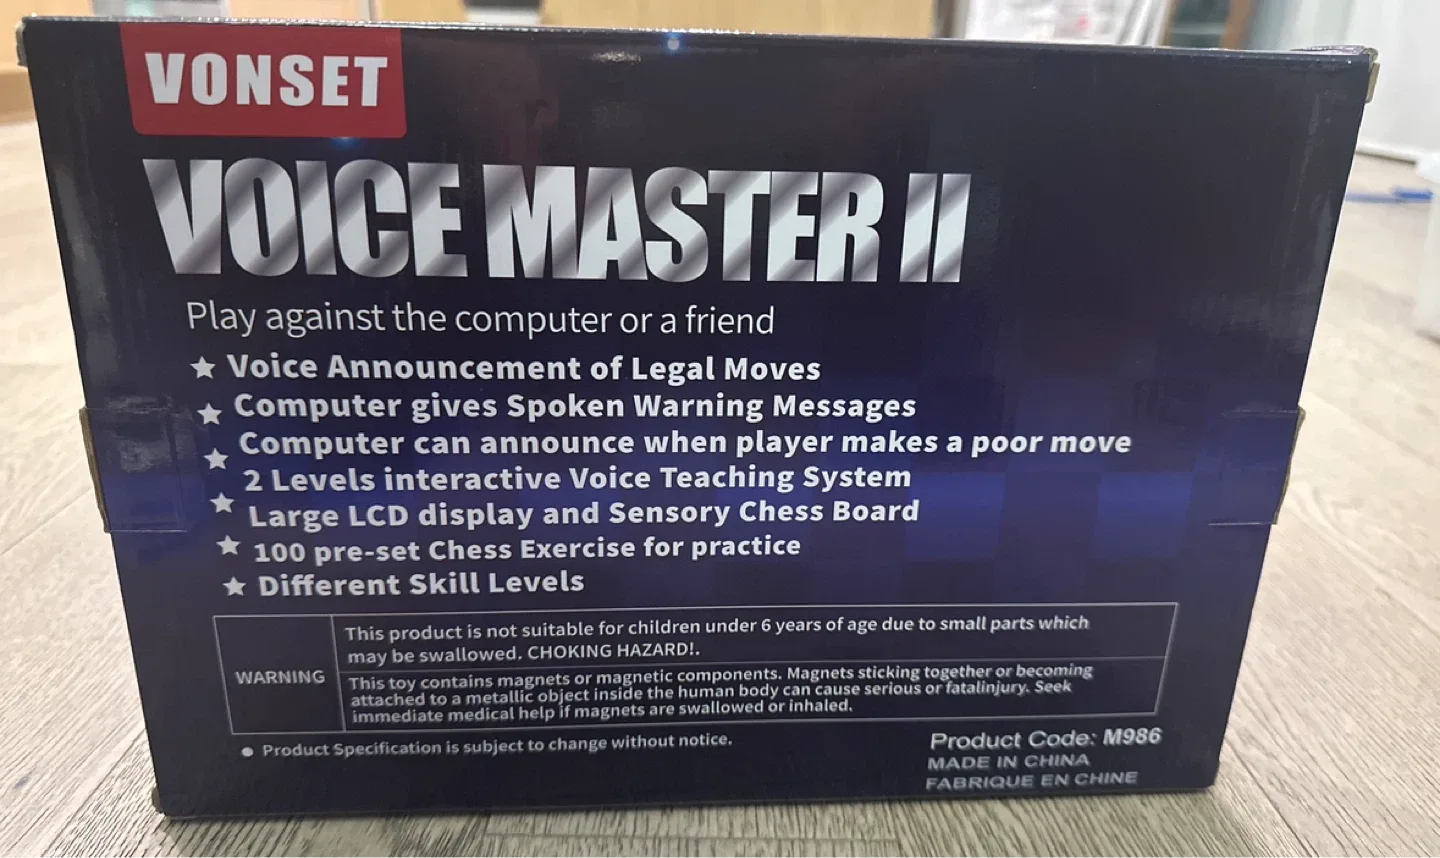 VONSET
VOICE MASTER II
Play against the computer or a friend
★ Voice Announcement of Legal Moves
★ Computer gives Spoken Warning Messages
★ Computer can announce when player makes a poor move
2 Levels interactive Voice Teaching System
★ Large LCD display and Sensory Chess Board
★ 100 pre-set Chess Exercise for practice
★ Different Skill Levels
WARNING
This product is not suitable for children under 6 years of age due to small parts which
may be swallowed. CHOKING HAZARD!.
This toy contains magnets or magnetic components. Magnets sticking together or becoming
attached to a metallic object inside the human body can cause serious or fatalinjury. Seek
immediate medical help if magnets are swallowed or inhaled.
● Product Specification is subject to change without notice.
Product Code: M986
MADE IN CHINA
FABRIQUE EN CHINE